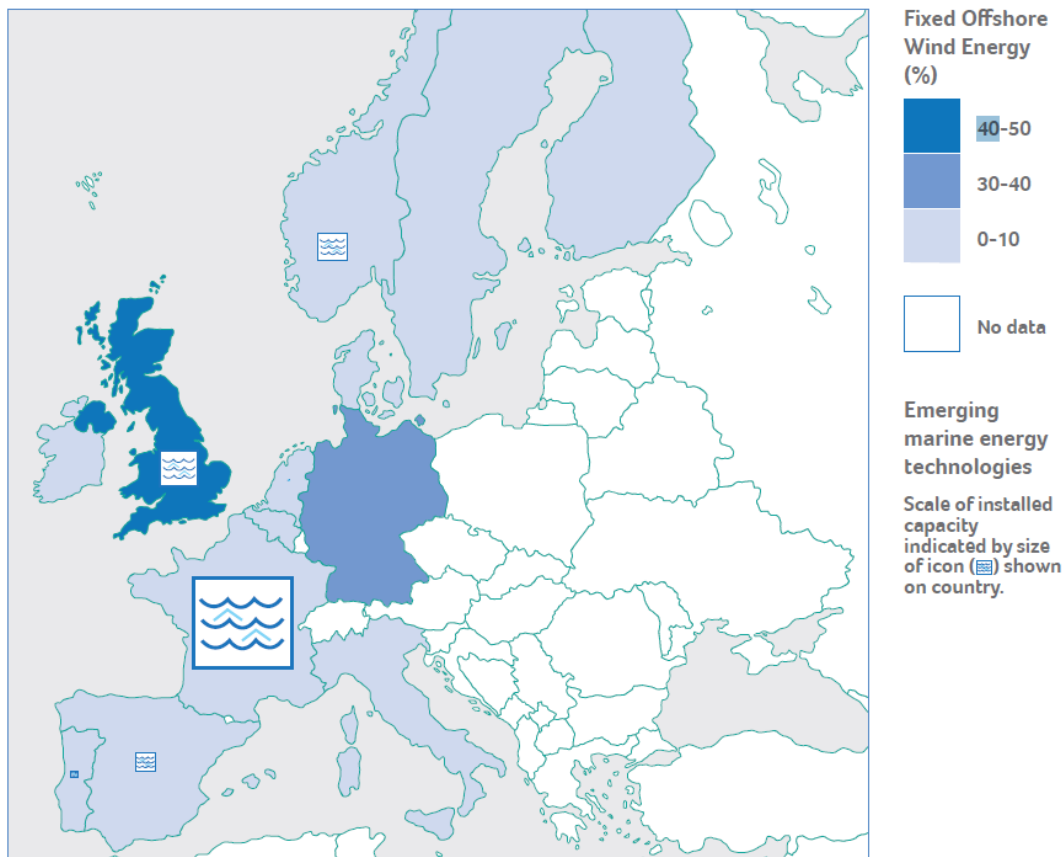 Fixed Offshore
Wind Energy
(%)
40-50
30-40
0-10
No data
Emerging
marine energy
technologies
Scale of installed
capacity
indicated by size
of icon () shown
on country.